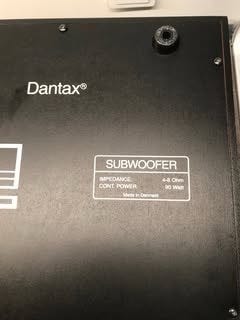 Dantax®
SUBWOOFER
IMPEDANCE: 4-8 Ohm
CONT. POWER: 90 Watt
Made in Denmark